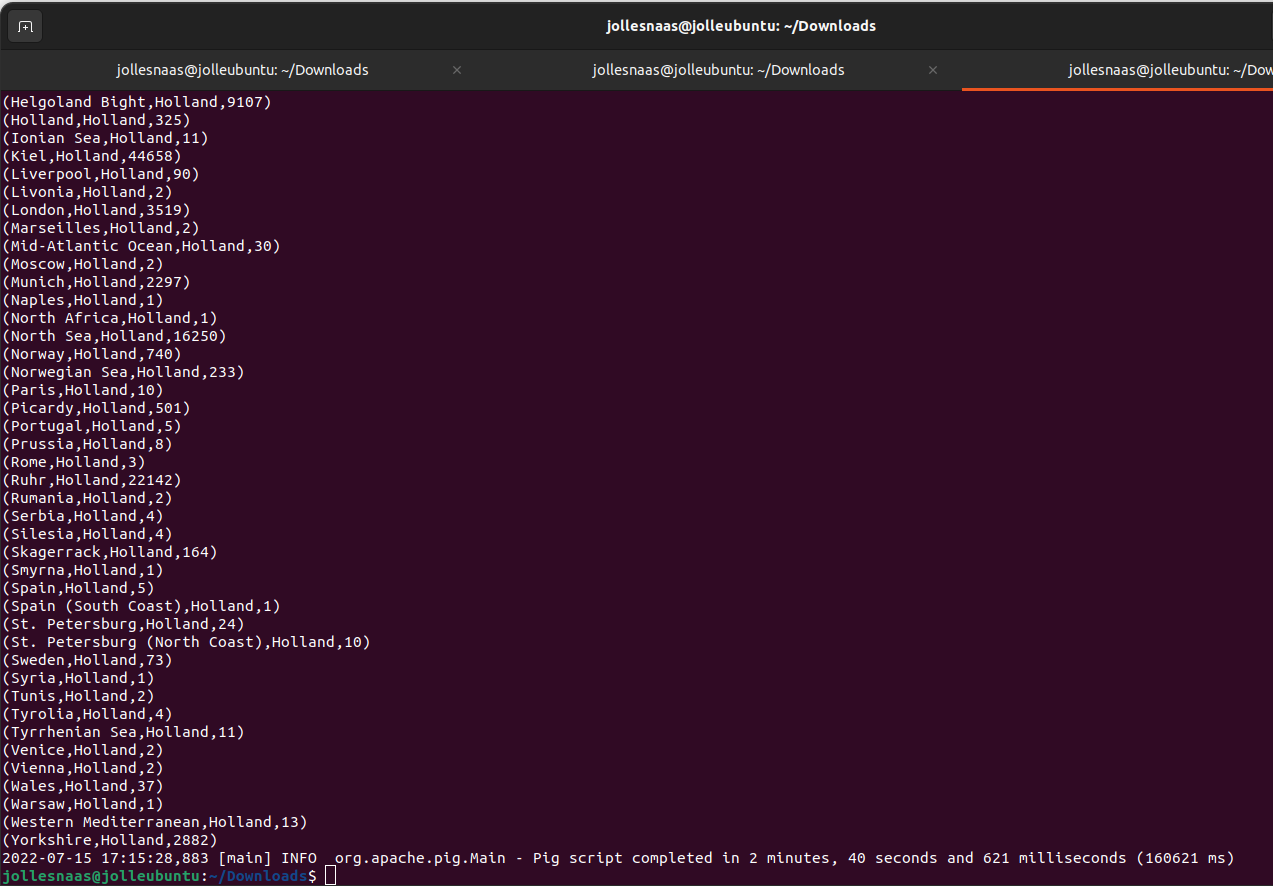 jollesnaas@jolleubuntu: ~/Downloads
jollesnaas@jolleubuntu: ~/Downloads × jollesnaas@jolleubuntu: ~/Downloads × jollesnaas@jolleubuntu: ~/Dow
(Helgoland Bight,Holland,9107)
(Holland,Holland,325)
(Ionian Sea,Holland,11)
(Kiel,Holland,44658)
(Liverpool,Holland,90)
(Livonia,Holland,2)
(London,Holland,3519)
(Marseilles,Holland,2)
(Mid-Atlantic Ocean,Holland,30)
(Moscow,Holland,2)
(Munich,Holland,2297)
(Naples,Holland,1)
(North Africa,Holland,1)
(North Sea,Holland,16250)
(Norway,Holland,740)
(Norwegian Sea,Holland,233)
(Paris,Holland,10)
(Picardy,Holland,501)
(Portugal,Holland,5)
(Prussia,Holland,8)
(Rome,Holland,3)
(Ruhr,Holland,22142)
(Rumania,Holland,2)
(Serbia,Holland,4)
(Silesia,Holland,4)
(Skagerrack,Holland,164)
(Smyrna,Holland,1)
(Spain,Holland,5)
(Spain (South Coast),Holland,1)
(St. Petersburg,Holland,24)
(St. Petersburg (North Coast),Holland,10)
(Sweden,Holland,73)
(Syria,Holland,1)
(Tunis,Holland,2)
(Tyrolia,Holland,4)
(Tyrrhenian Sea,Holland,11)
(Venice,Holland,2)
(Vienna,Holland,2)
(Wales,Holland,37)
(Warsaw,Holland,1)
(Western Mediterranean,Holland,13)
(Yorkshire,Holland,2882)
2022-07-15 17:15:28,883 [main] INFO  org.apache.pig.Main - Pig script completed in 2 minutes, 40 seconds and 621 milliseconds (160621 ms)
jollesnaas@jolleubuntu:~/Downloads$